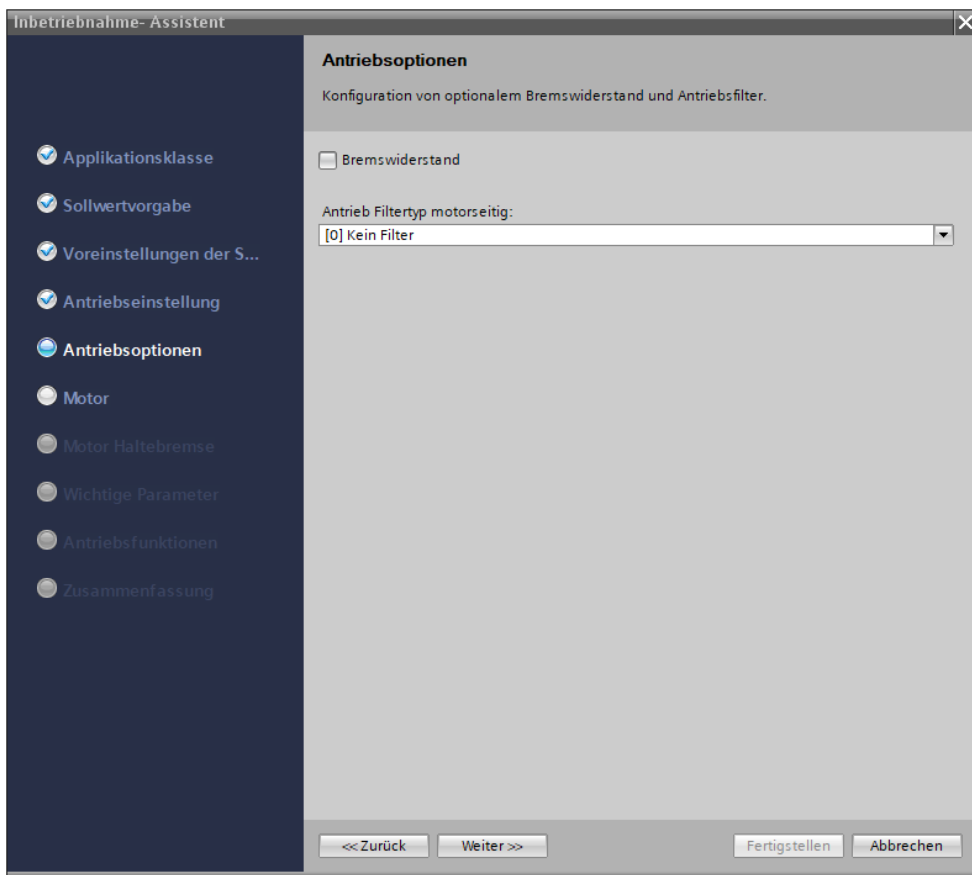 Inbetriebnahme- Assistent
Antriebsoptionen
Konfiguration von optionalem Bremswiderstand und Antriebsfilter.
Applikationsklasse
Sollwertvorgabe
Voreinstellungen der S...
Antriebseinstellung
Antriebsoptionen
Motor
Motor Haltebremse
Wichtige Parameter
Antriebsfunktionen
Zusammenfassung
Bremswiderstand
Antrieb Filtertyp motorseitig:
[0] Kein Filter
<<Zurück
Weiter>>
Fertigstellen
Abbrechen